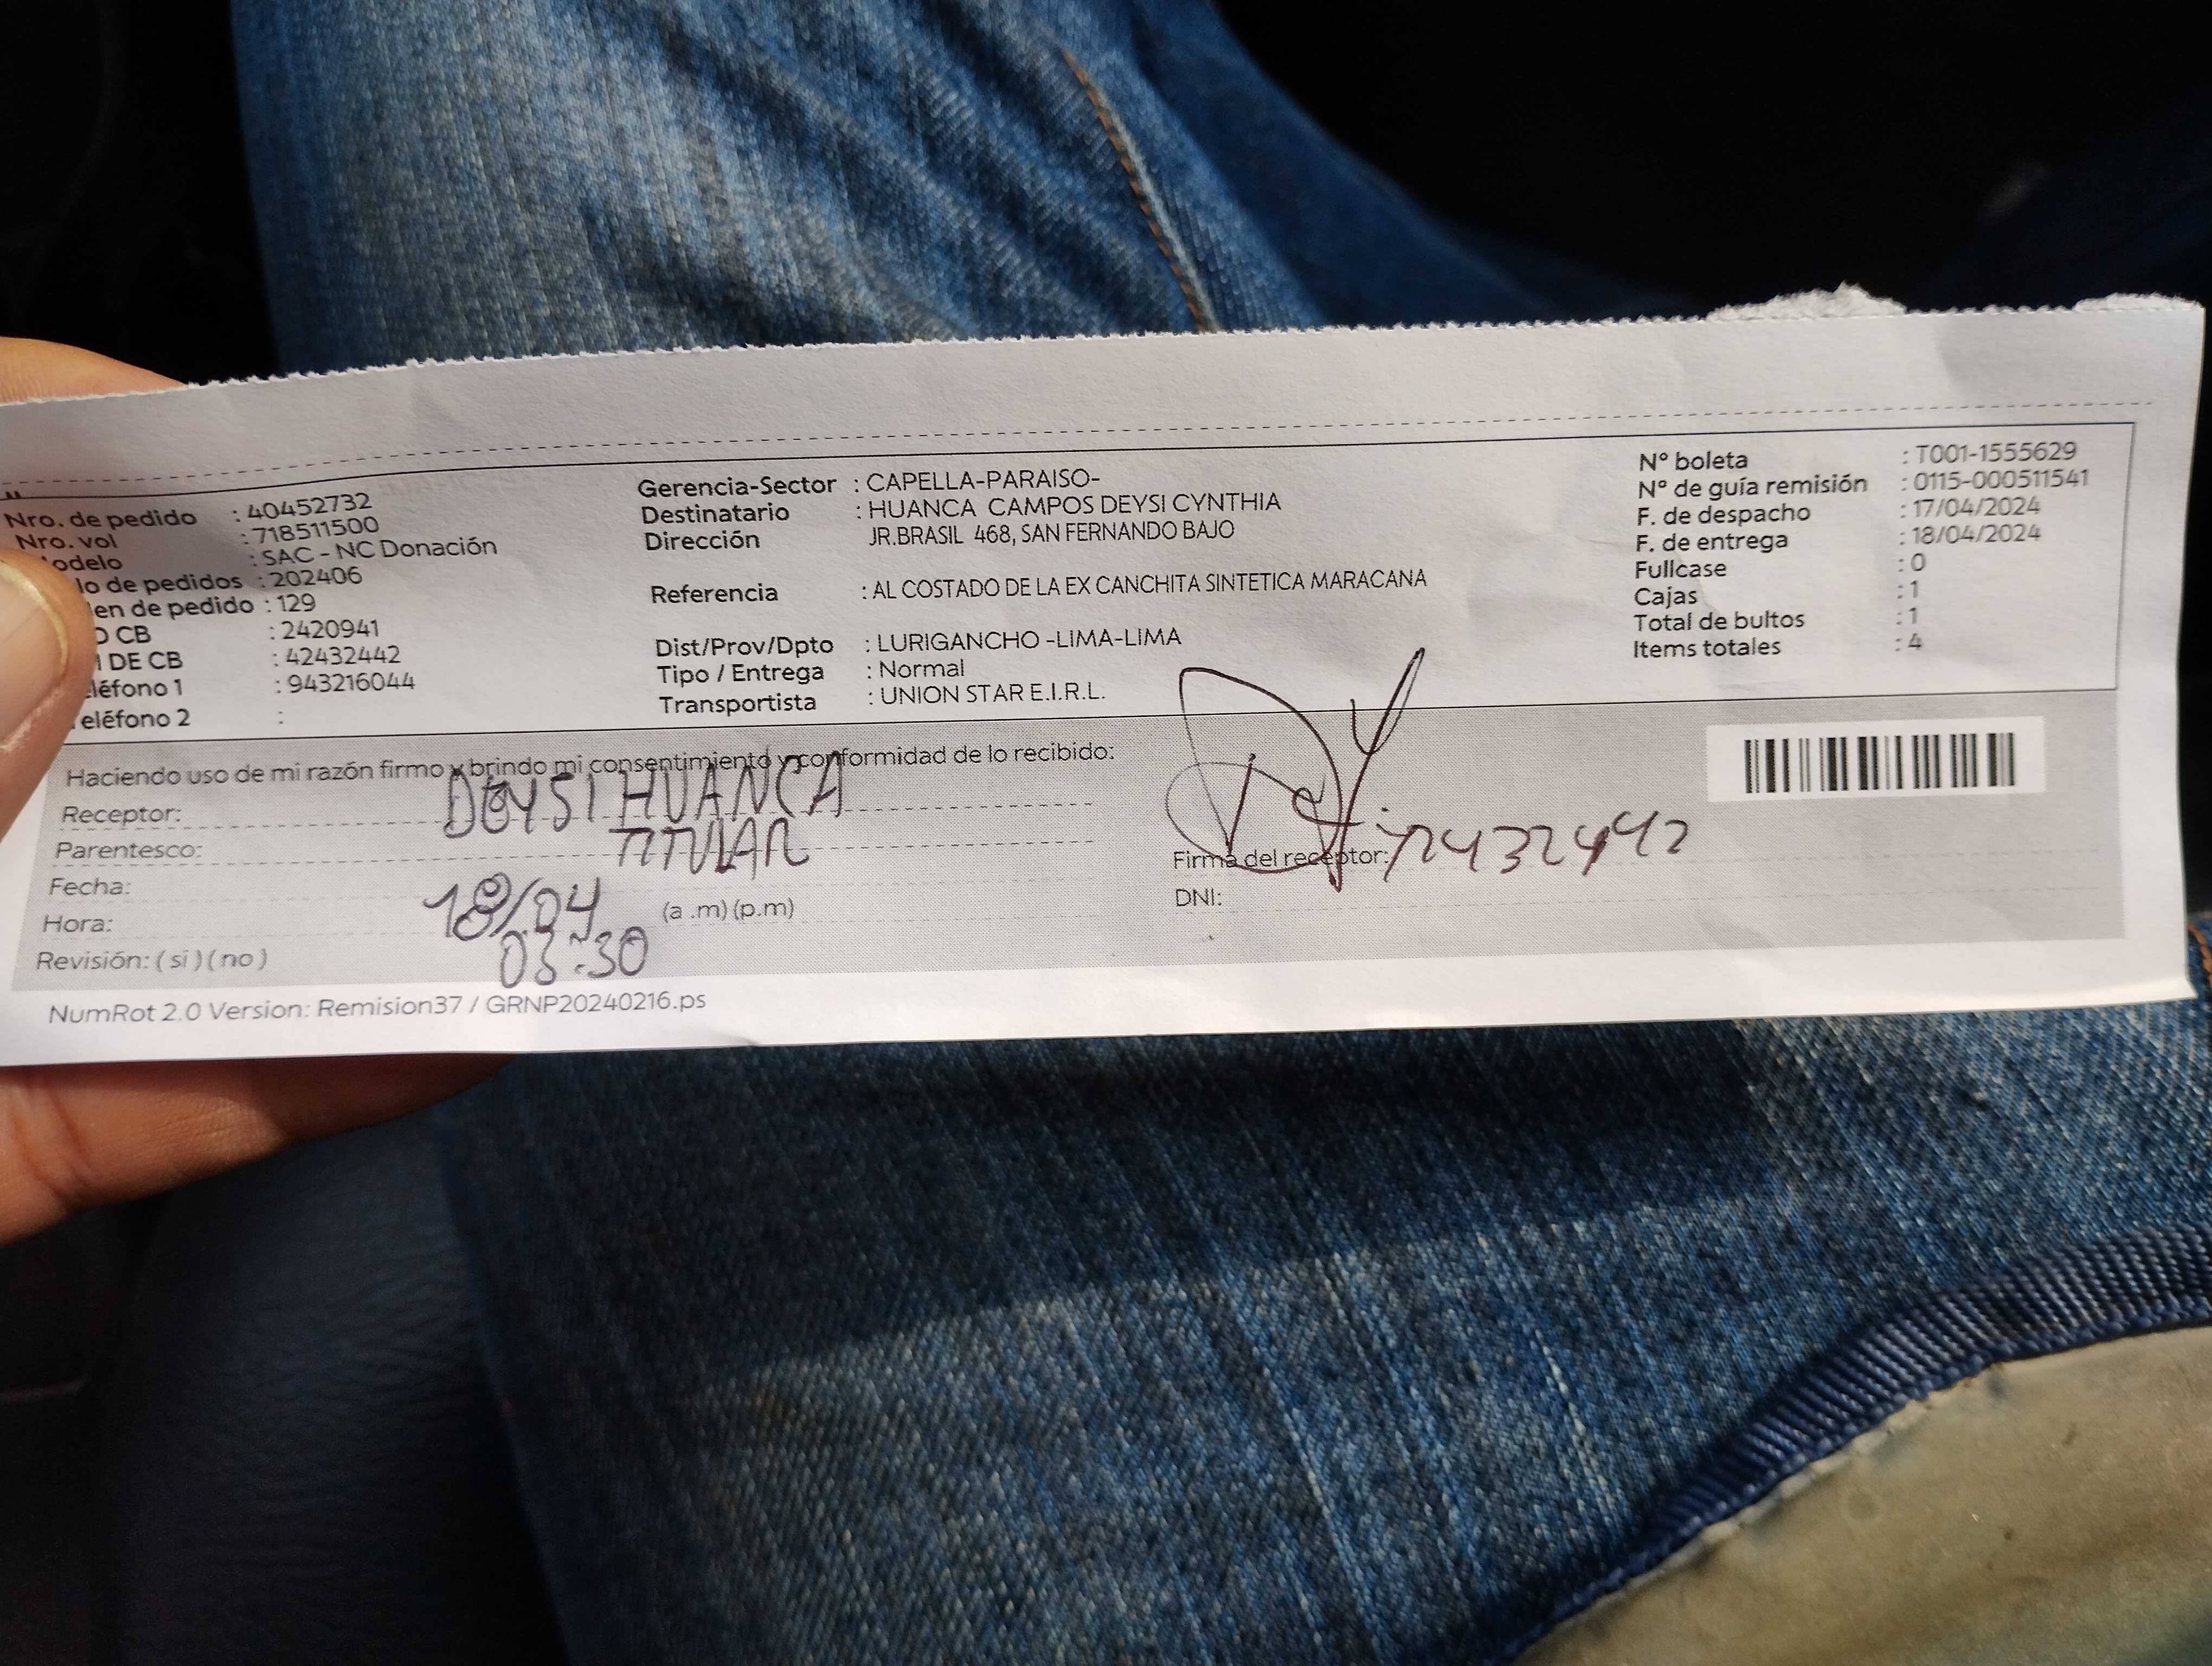 Nro. de pedido : 40452732
Nro. vol : 718511500
odelo : SAC - NC Donación
lo de pedidos : 202406
en de pedido : 129
CB : 2420941
DE CB : 42432442
eléfono 1 : 943216044
eléfono 2 :
Gerencia-Sector : CAPELLA-PARAISO-
Destinatario : HUANCA CAMPOS DEYSI CYNTHIA
Dirección JR.BRASIL 468, SAN FERNANDO BAJO
Referencia : AL COSTADO DE LA EX CANCHITA SINTETICA MARACANA
Dist/Prov/Dpto : LURIGANCHO -LIMA-LIMA
Tipo / Entrega : Normal
Transportista : UNION STAR E.I.R.L.
N° boleta : T001-1555629
N° de guía remisión : 0115-000511541
F. de despacho : 17/04/2024
F. de entrega : 18/04/2024
Fullcase : 0
Cajas : 1
Total de bultos : 1
Items totales : 4
Haciendo uso de mi razón firmo y brindo mi consentimiento y conformidad de lo recibido:
Receptor: DEYSI HUANCA
Parentesco: TITULAR
Fecha: 18/04
Hora: 03:30 (a .m) (p.m)
Revisión: ( si ) ( no )
Firma del receptor: 42432442
DNI:
NumRot 2.0 Version: Remision37 / GRNP20240216.ps